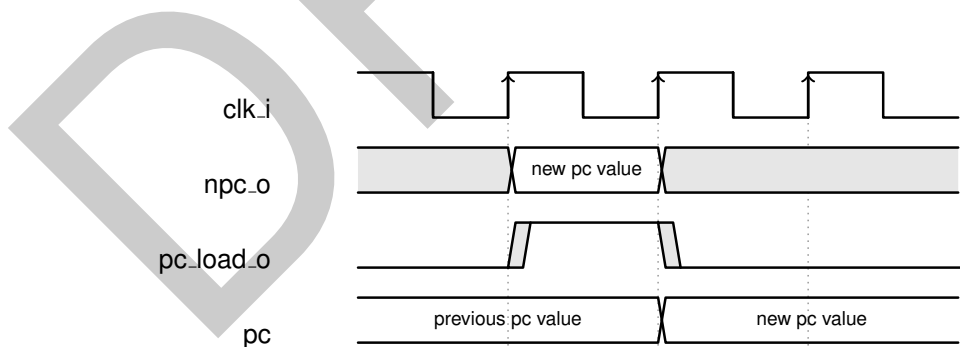 clk_i
npc_o new pc value
pc_load_o
pc previous pc value new pc value